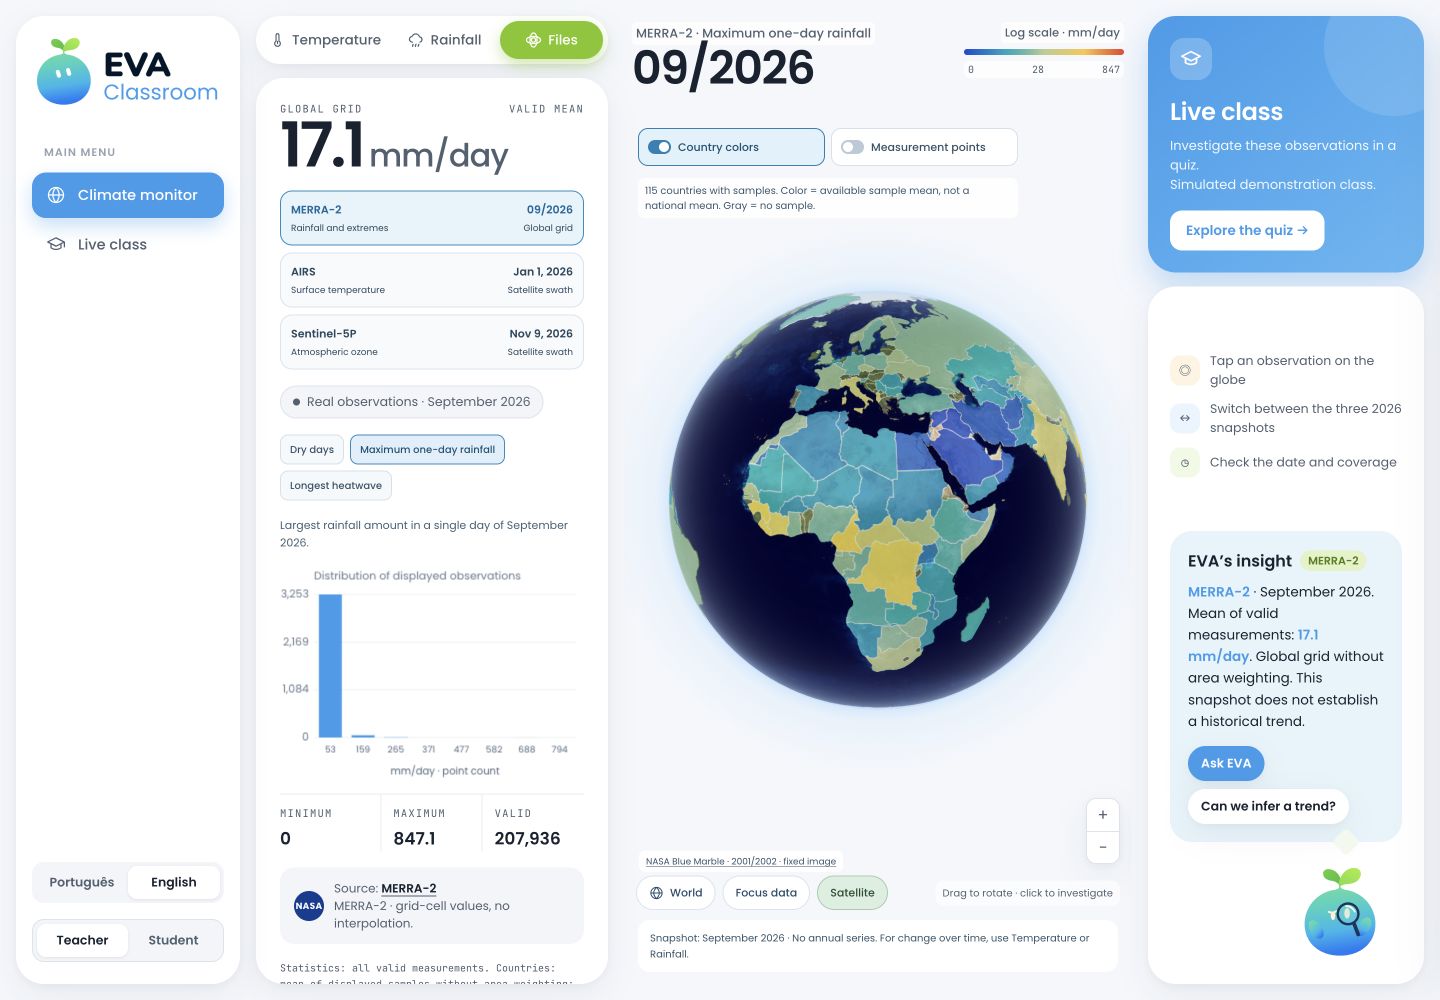 EVA
Classroom
MAIN MENU
Climate monitor
Live class
Português
English
Teacher
Student
Temperature
Rainfall
Files
GLOBAL GRID
VALID MEAN
17.1 mm/day
MERRA-2
09/2026
Rainfall and extremes
Global grid
AIRS
Jan 1, 2026
Surface temperature
Satellite swath
Sentinel-5P
Nov 9, 2026
Atmospheric ozone
Satellite swath
Real observations · September 2026
Dry days
Maximum one-day rainfall
Longest heatwave
Largest rainfall amount in a single day of September
2026.
Distribution of displayed observations
3,253
2,169
1,084
0
53 159 265 371 477 582 688 794
mm/day · point count
MINIMUM
MAXIMUM
VALID
0
847.1
207,936
NASA
Source: MERRA-2
MERRA-2 · grid-cell values, no
interpolation.
Statistics: all valid measurements. Countries:
mean of displayed samples without area weighting;
MERRA-2 · Maximum one-day rainfall
09/2026
Log scale · mm/day
0 28 847
Country colors
Measurement points
115 countries with samples. Color = available sample mean, not a
national mean. Gray = no sample.
+
-
NASA Blue Marble · 2001/2002 · fixed image
World
Focus data
Satellite
Drag to rotate · click to investigate
Snapshot: September 2026 · No annual series. For change over time, use Temperature or
Rainfall.
Live class
Investigate these observations in a
quiz.
Simulated demonstration class.
Explore the quiz →
Tap an observation on the
globe
Switch between the three 2026
snapshots
Check the date and coverage
EVA’s insight
MERRA-2
MERRA-2 · September 2026.
Mean of valid
measurements: 17.1
mm/day. Global grid without
area weighting. This
snapshot does not establish
a historical trend.
Ask EVA
Can we infer a trend?